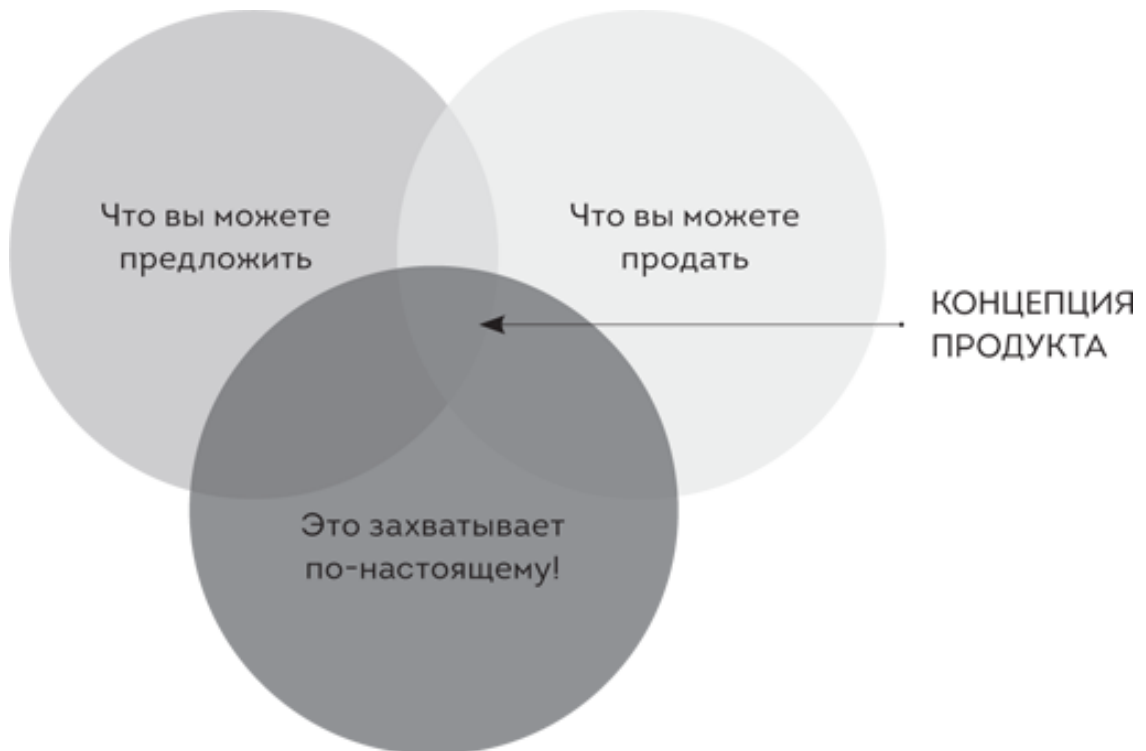 Что вы можете
предложить
Что вы можете
продать
КОНЦЕПЦИЯ
ПРОДУКТА
Это захватывает
по-настоящему!